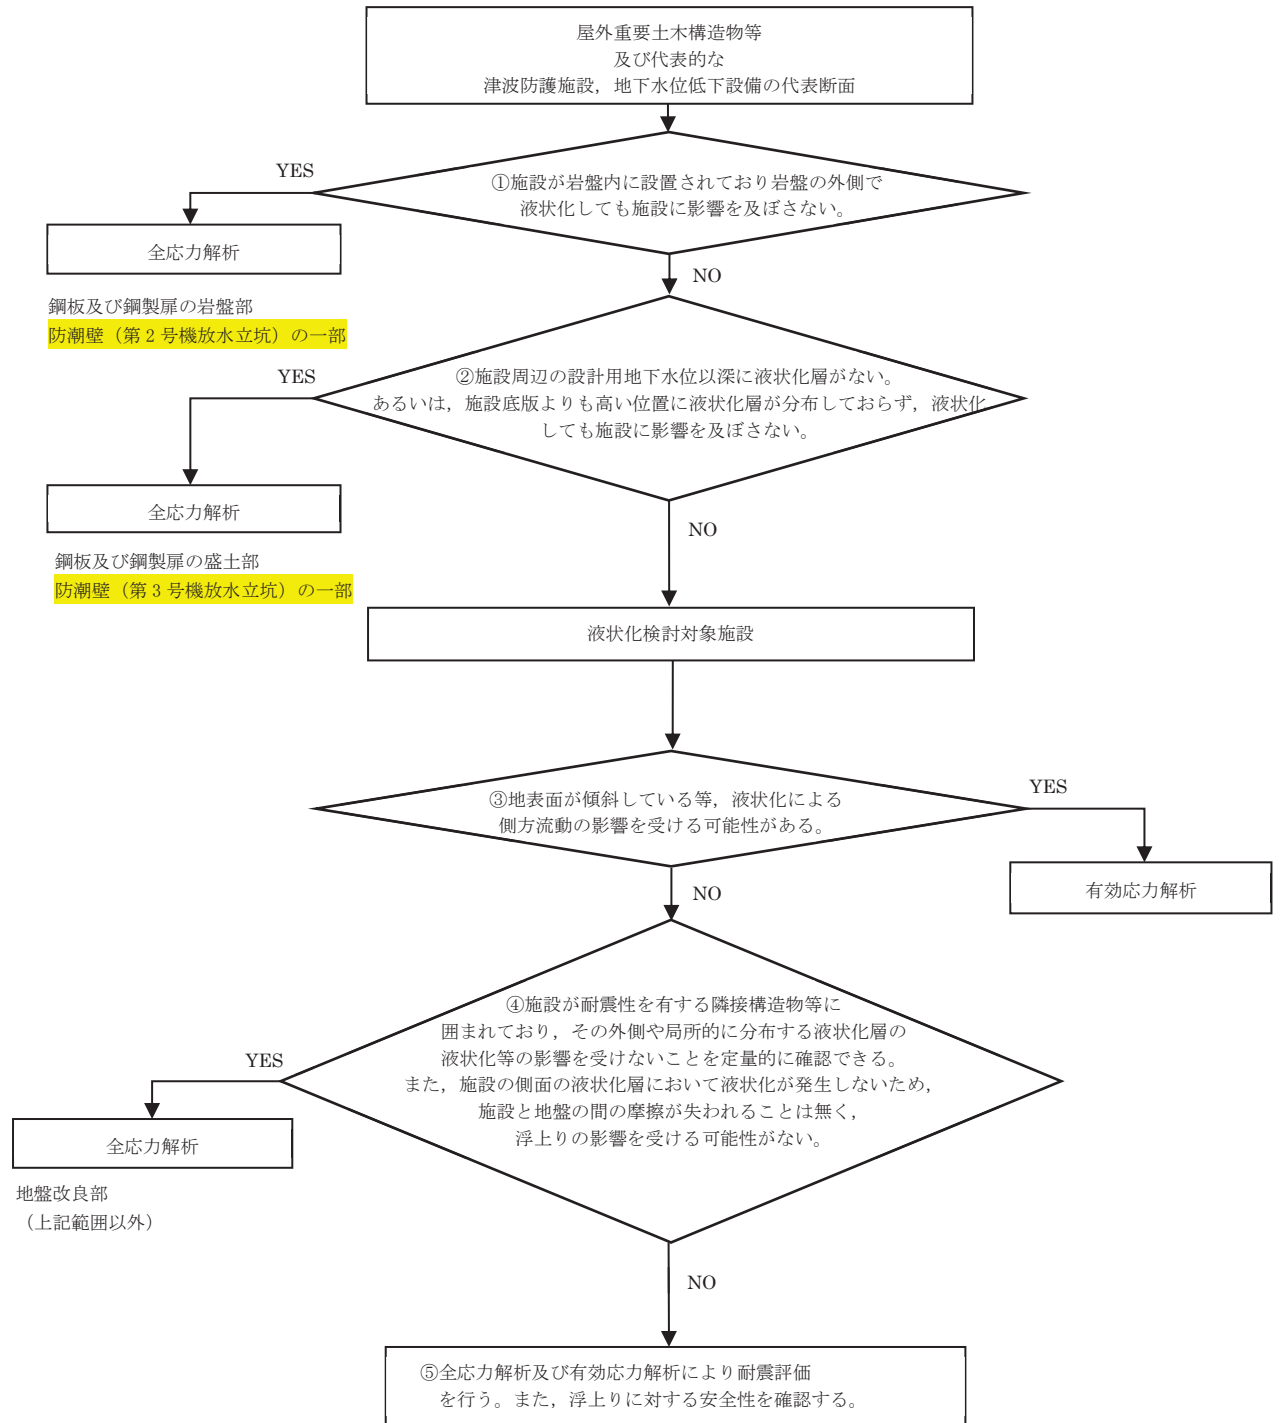 屋外重要土木構造物等
及び代表的な
津波防護施設，地下水位低下設備の代表断面
YES
①施設が岩盤内に設置されており岩盤の外側で
液状化しても施設に影響を及ぼさない。
全応力解析
NO
鋼板及び鋼製扉の岩盤部
防潮壁（第２号機放水立坑）の一部
YES
②施設周辺の設計用地下水位以深に液状化層がない。
あるいは，施設底版よりも高い位置に液状化層が分布しておらず，液状化
しても施設に影響を及ぼさない。
全応力解析
NO
鋼板及び鋼製扉の盛土部
防潮壁（第３号機放水立坑）の一部
液状化検討対象施設
③地表面が傾斜している等，液状化による
側方流動の影響を受ける可能性がある。
YES
有効応力解析
NO
④施設が耐震性を有する隣接構造物等に
囲まれており，その外側や局所的に分布する液状化層の
液状化等の影響を受けないことを定量的に確認できる。
また，施設の側面の液状化層において液状化が発生しないため，
施設と地盤の間の摩擦が失われることは無く，
浮上りの影響を受ける可能性がない。
YES
全応力解析
地盤改良部
（上記範囲以外）
NO
⑤全応力解析及び有効応力解析により耐震評価
を行う。また，浮上りに対する安全性を確認する。